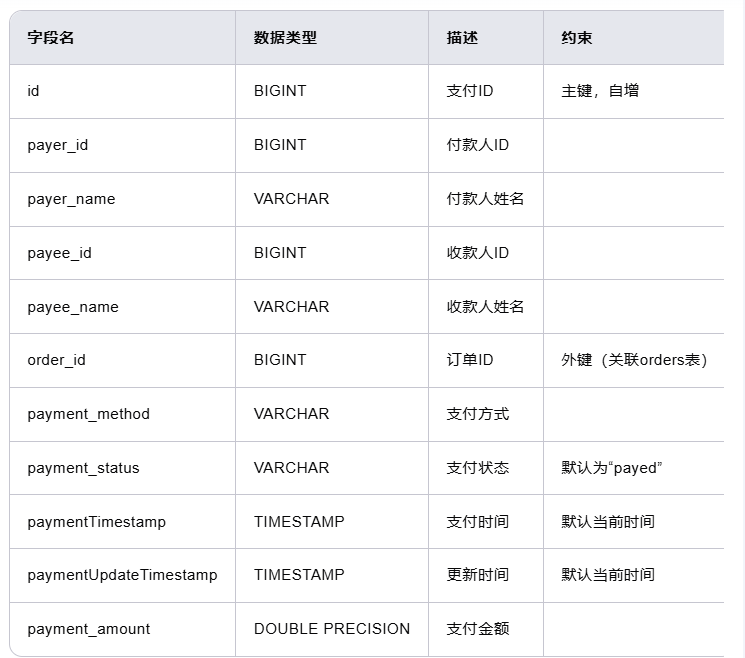 字段名 数据类型 描述 约束
id BIGINT 支付ID 主键，自增
payer_id BIGINT 付款人ID
payer_name VARCHAR 付款人姓名
payee_id BIGINT 收款人ID
payee_name VARCHAR 收款人姓名
order_id BIGINT 订单ID 外键（关联orders表）
payment_method VARCHAR 支付方式
payment_status VARCHAR 支付状态 默认为“payed”
paymentTimestamp TIMESTAMP 支付时间 默认当前时间
paymentUpdateTimestamp TIMESTAMP 更新时间 默认当前时间
payment_amount DOUBLE PRECISION 支付金额